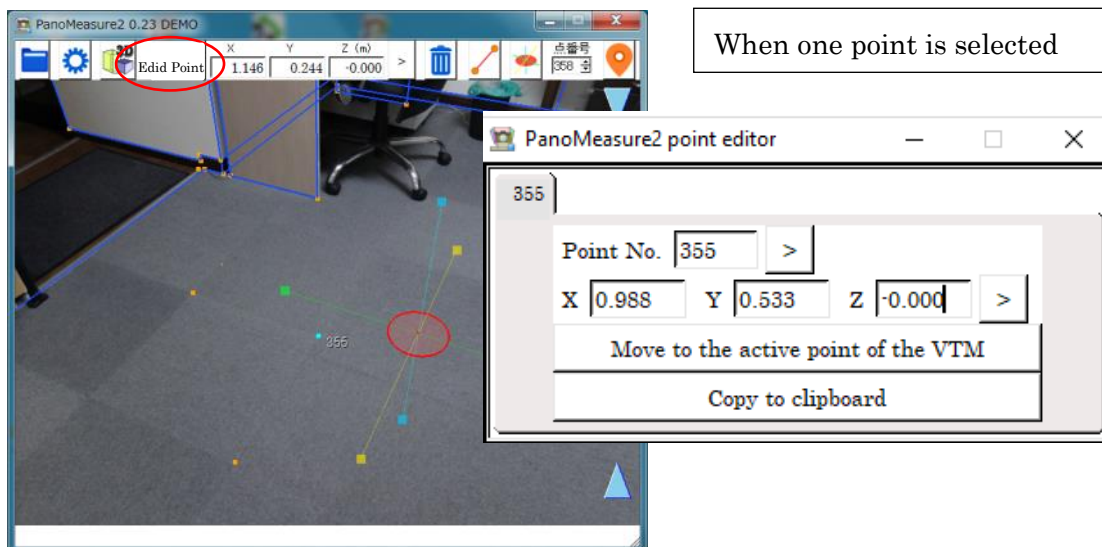 PanoMeasure2 0.23 DEMO
3D
Edid Point
X Y Z (m)
1.146 0.244 -0.000 >
点番号
358
When one point is selected
355
PanoMeasure2 point editor
355
Point No. 355 >
X 0.988 Y 0.533 Z -0.000 >
Move to the active point of the VTM
Copy to clipboard